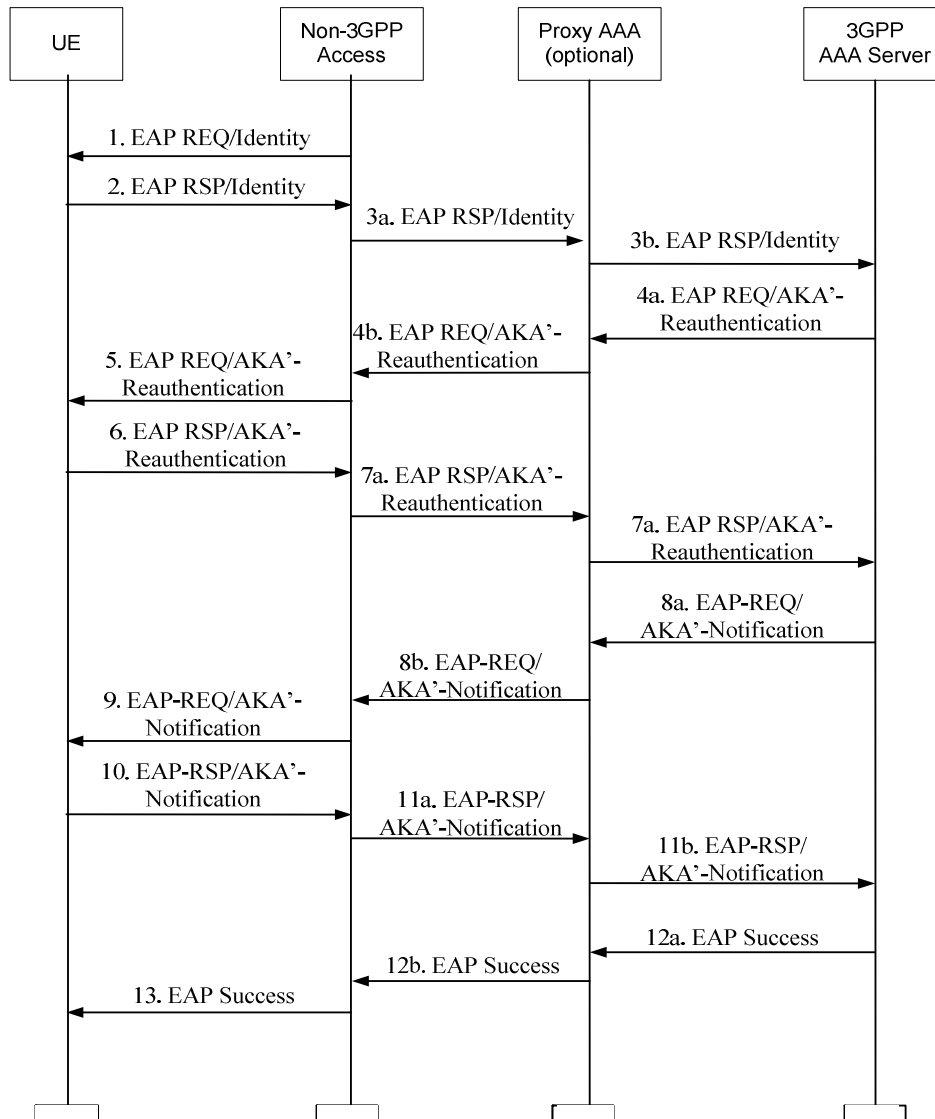 UE
Non-3GPP
Access
Proxy AAA
(optional)
3GPP
AAA Server
1. EAP REQ/Identity
2. EAP RSP/Identity
3a. EAP RSP/Identity
3b. EAP RSP/Identity
4a. EAP REQ/AKA’-
Reauthentication
4b. EAP REQ/AKA’-
Reauthentication
5. EAP REQ/AKA’-
Reauthentication
6. EAP RSP/AKA’-
Reauthentication
7a. EAP RSP/AKA’-
Reauthentication
7a. EAP RSP/AKA’-
Reauthentication
8a. EAP-REQ/
AKA’-Notification
8b. EAP-REQ/
AKA’-Notification
9. EAP-REQ/AKA’-
Notification
10. EAP-RSP/AKA’-
Notification
11a. EAP-RSP/
AKA’-Notification
11b. EAP-RSP/
AKA’-Notification
12a. EAP Success
12b. EAP Success
13. EAP Success